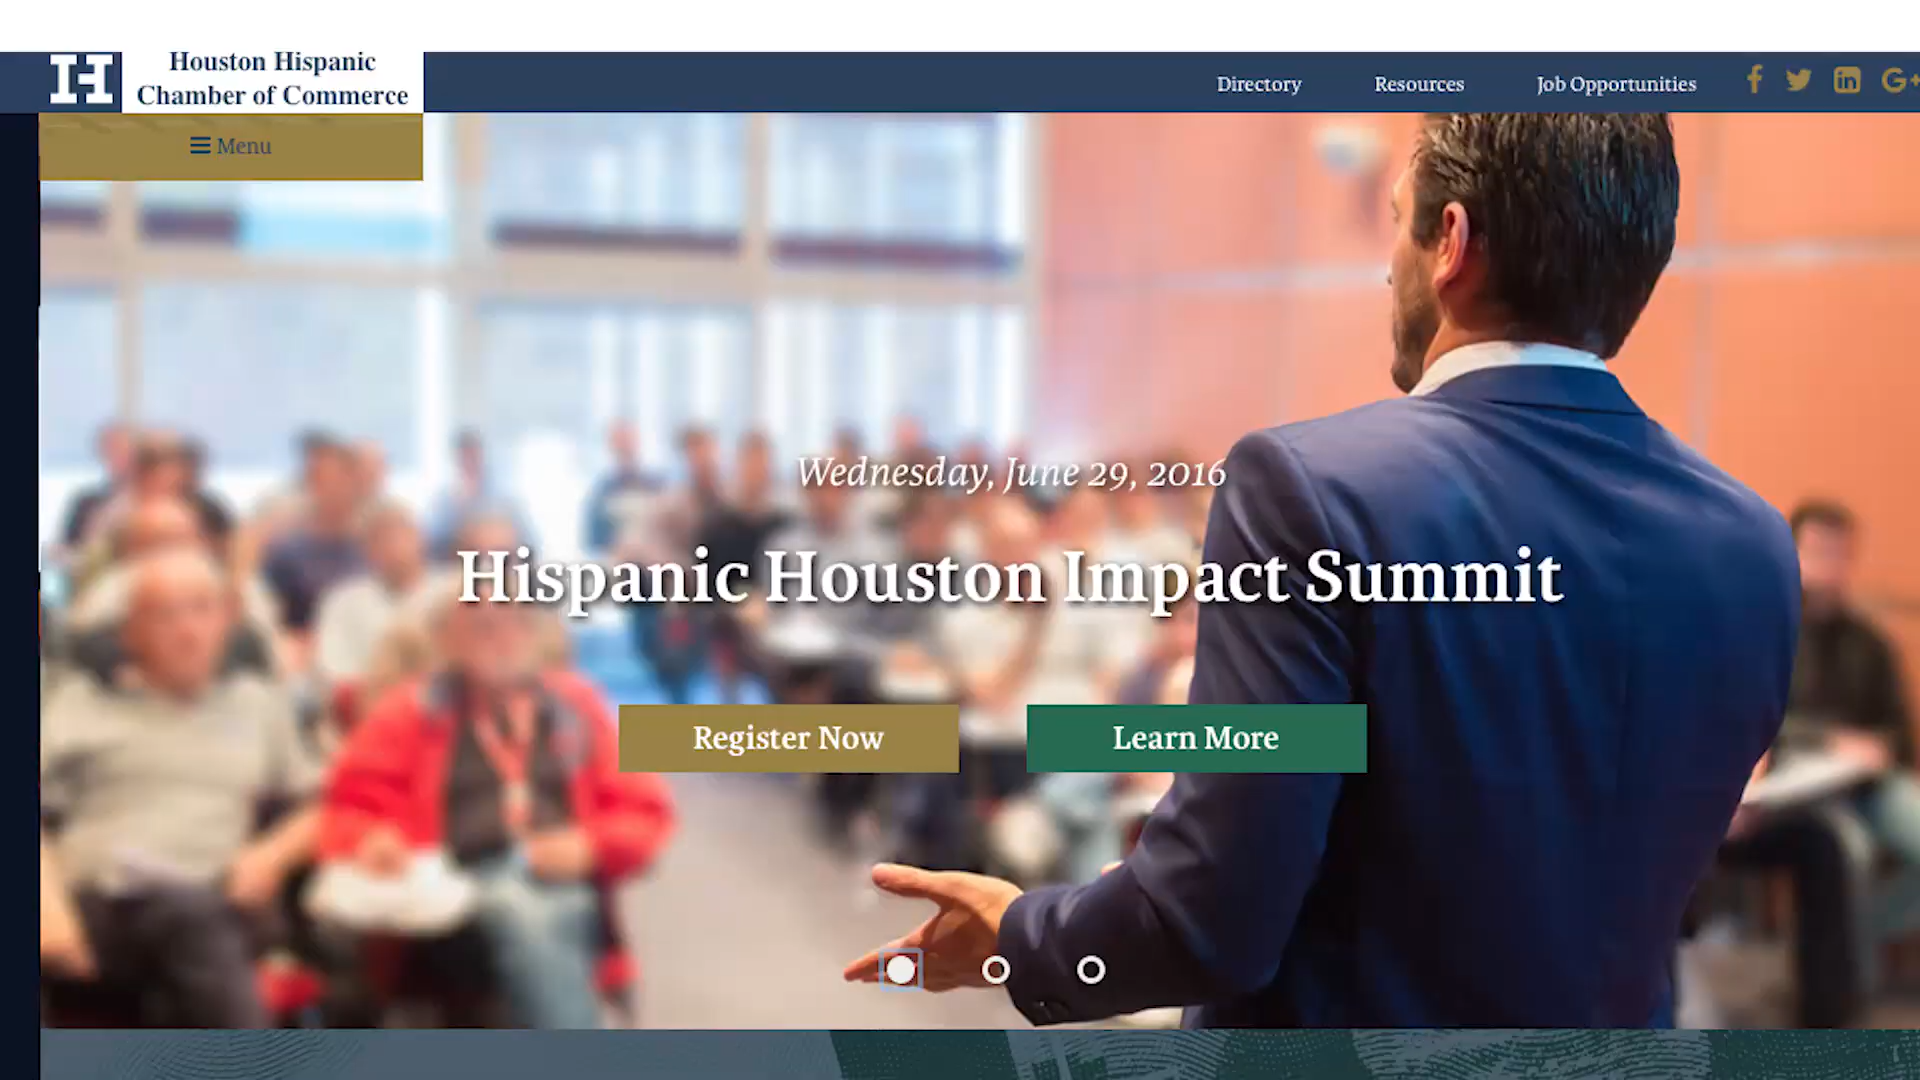 Houston Hispanic
Chamber of Commerce
Directory
Resources
Job Opportunities
Menu
Wednesday, June 29, 2016
Hispanic Houston Impact Summit
Register Now
Learn More